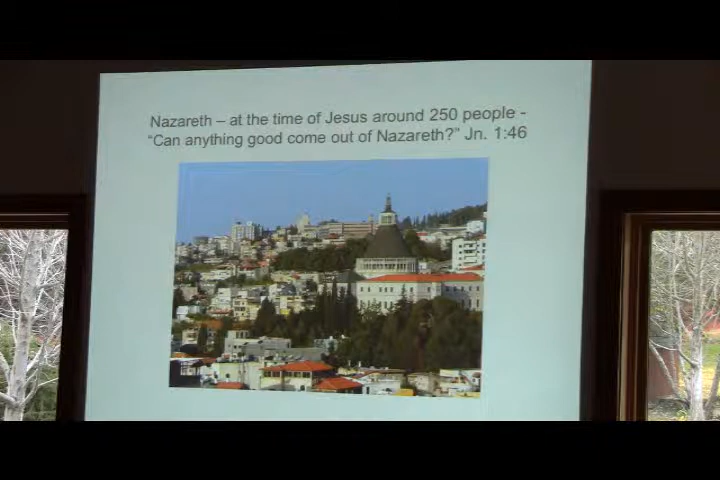 Nazareth – at the time of Jesus around 250 people -
“Can anything good come out of Nazareth?” Jn. 1:46